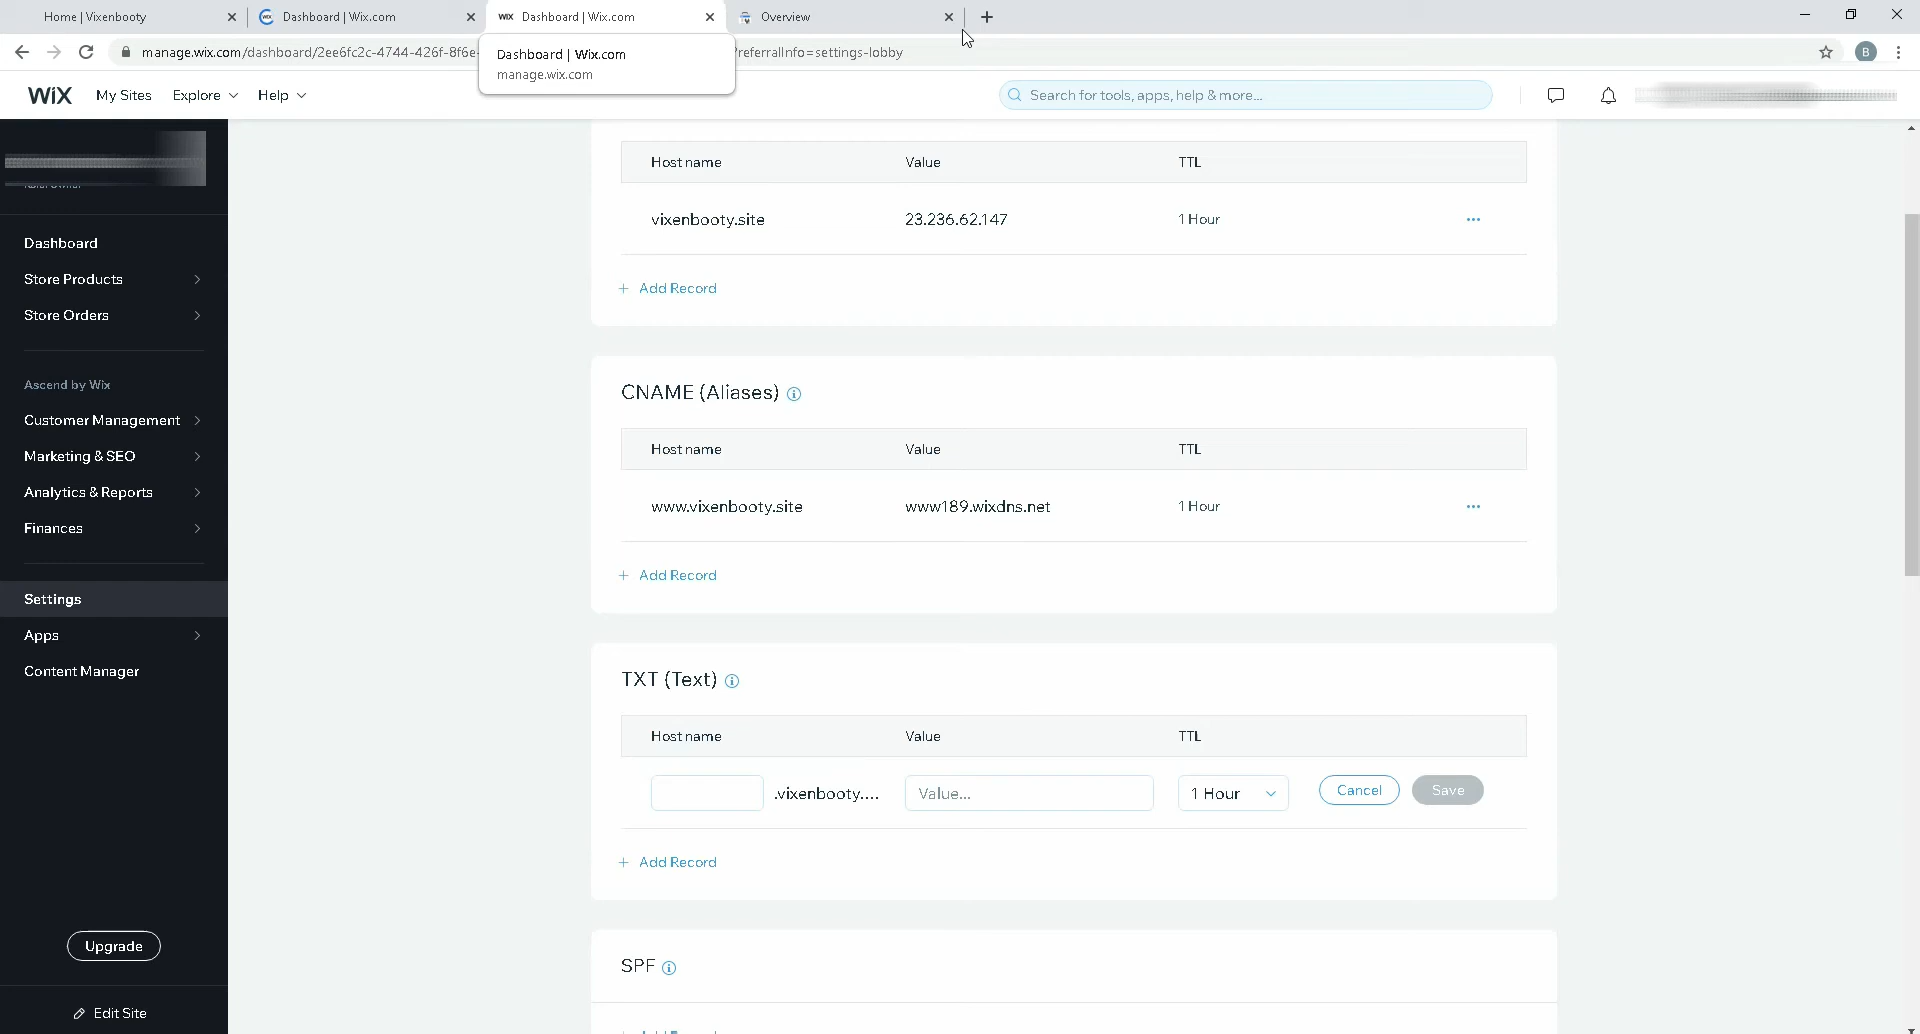 Home | Vixenbooty
Dashboard | Wix.com
WIX Dashboard | Wix.com
Overview
manage.wix.com/dashboard/2ee6fc2c-4744-426f-8f6e-
?referralInfo=settings-lobby
B
Dashboard | Wix.com
manage.wix.com
WIX
My Sites
Explore
Help
Search for tools, apps, help & more...
Dashboard
Store Products
Store Orders
Ascend by Wix
Customer Management
Marketing & SEO
Analytics & Reports
Finances
Settings
Apps
Content Manager
Upgrade
Edit Site
Host name Value TTL
vixenbooty.site 23.236.62.147 1 Hour ...
+ Add Record
CNAME (Aliases)
Host name Value TTL
www.vixenbooty.site www189.wixdns.net 1 Hour ...
+ Add Record
TXT (Text)
Host name Value TTL
.vixenbooty.... Value... 1 Hour Cancel Save
+ Add Record
SPF